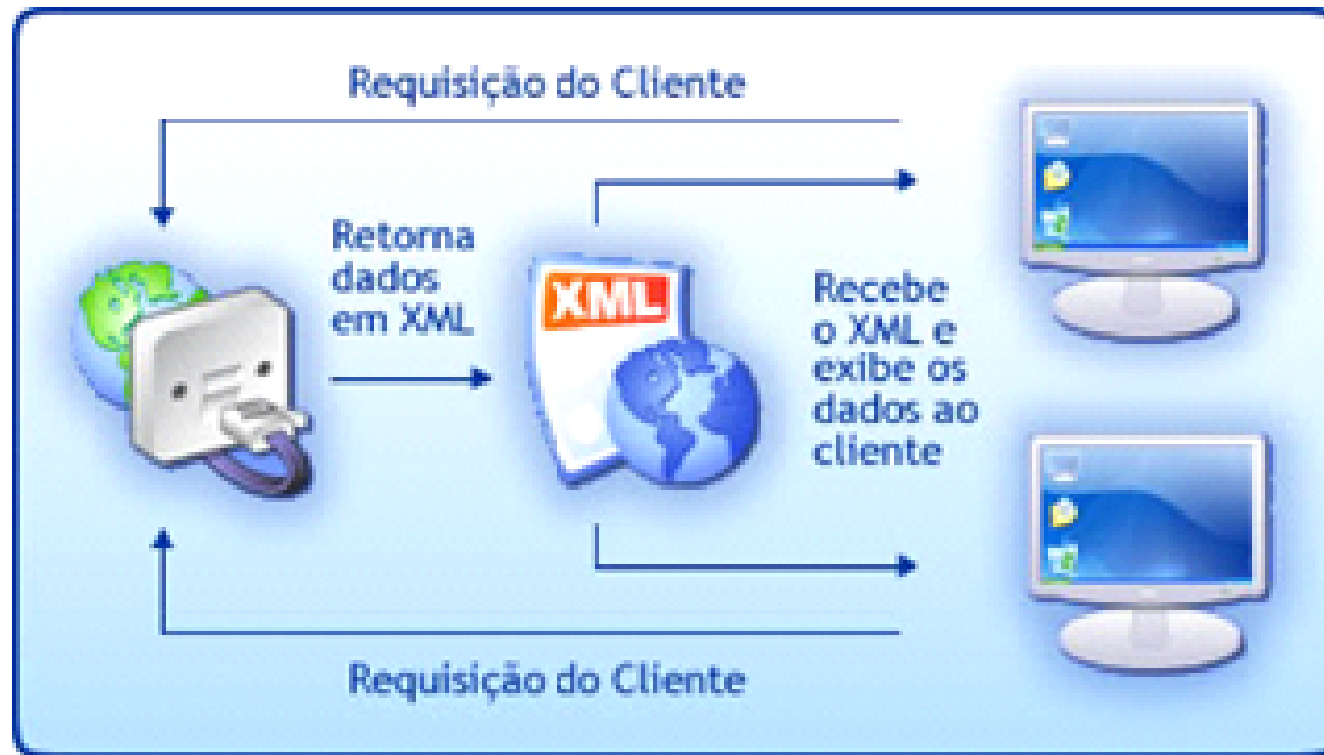 Requisição do Cliente
Retorna
dados
em XML
XML
Recebe
o XML e
exibe os
dados ao
cliente
Requisição do Cliente